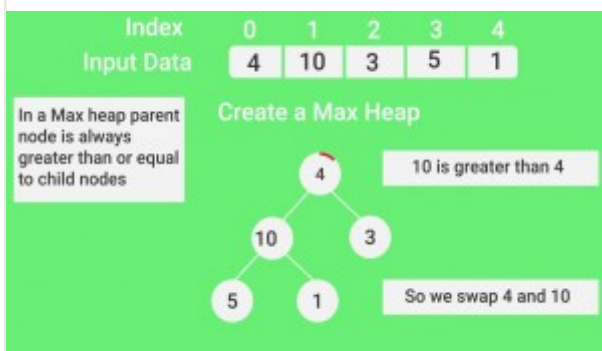 Index 0 1 2 3 4
Input Data 4 10 3 5 1
In a Max heap parent
node is always
greater than or equal
to child nodes
Create a Max Heap
4
10 is greater than 4
10 3
5 1
So we swap 4 and 10